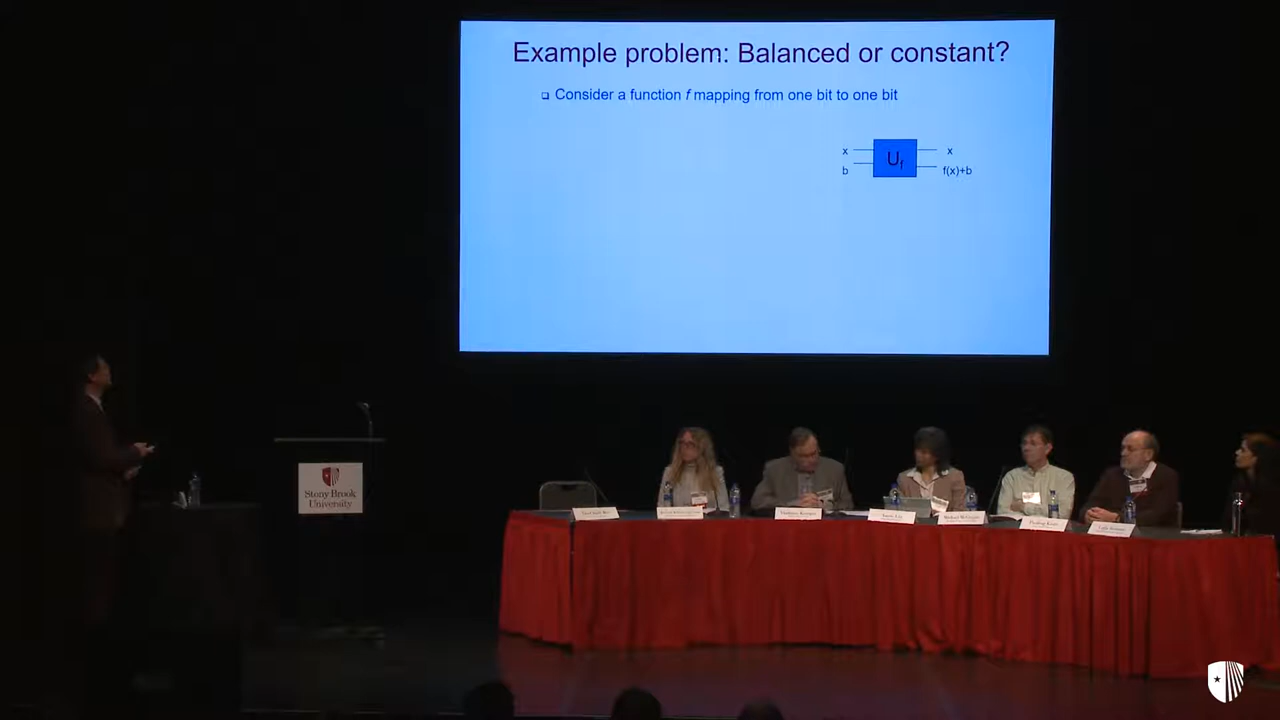 Example problem: Balanced or constant?
Consider a function f mapping from one bit to one bit
x
b
Uf
x
f(x)+b
Stony Brook
University